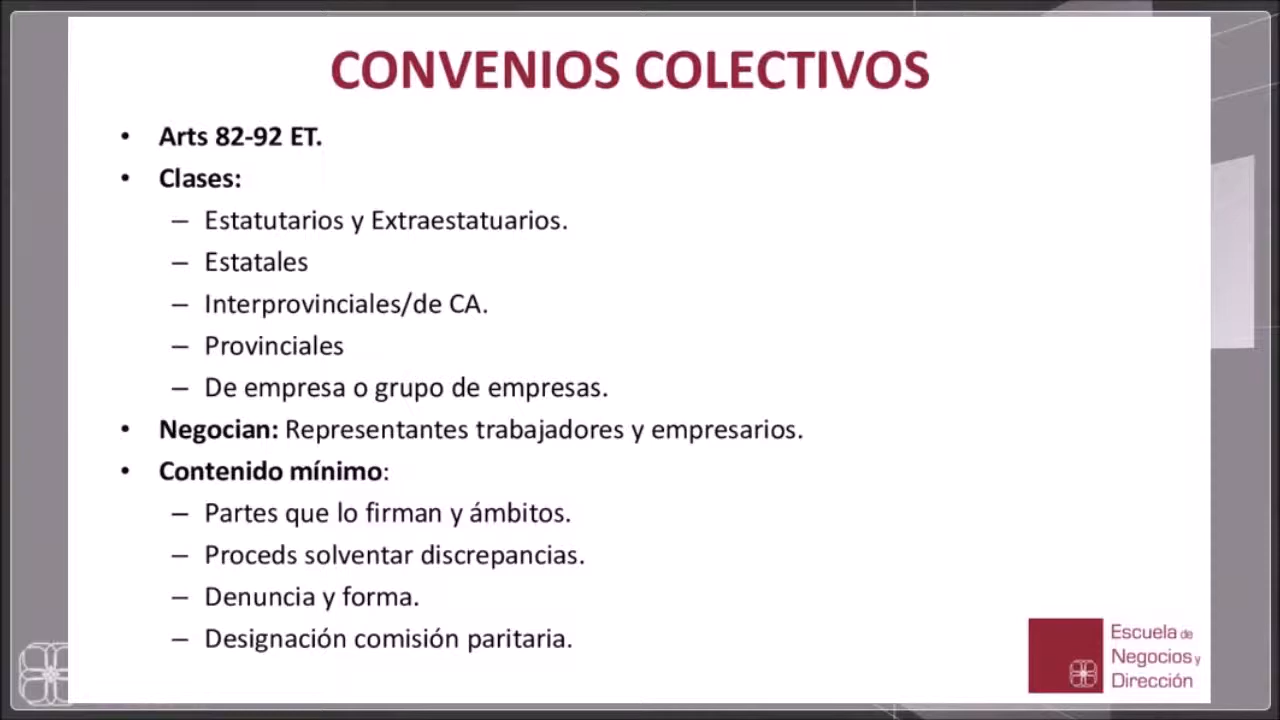 CONVENIOS COLECTIVOS
• Arts 82-92 ET.
• Clases:
– Estatutarios y Extraestatuarios.
– Estatales
– Interprovinciales/de CA.
– Provinciales
– De empresa o grupo de empresas.
• Negocian: Representantes trabajadores y empresarios.
• Contenido mínimo:
– Partes que lo firman y ámbitos.
– Proceds solventar discrepancias.
– Denuncia y forma.
– Designación comisión paritaria.
Escuela de
Negocios y
Dirección